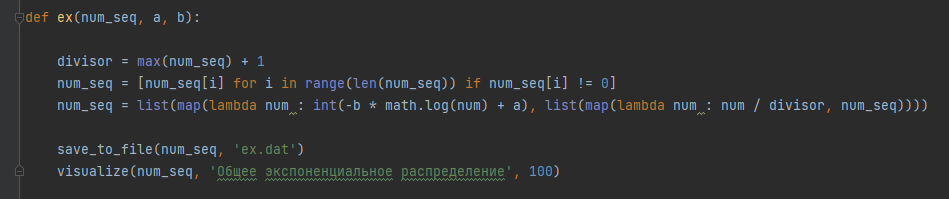 def ex(num_seq, a, b):
divisor = max(num_seq) + 1
num_seq = [num_seq[i] for i in range(len(num_seq)) if num_seq[i] != 0]
num_seq = list(map(lambda num : int(-b * math.log(num) + a), list(map(lambda num : num / divisor, num_seq))))
save_to_file(num_seq, 'ex.dat')
visualize(num_seq, 'Общее экспоненциальное распределение', 100)